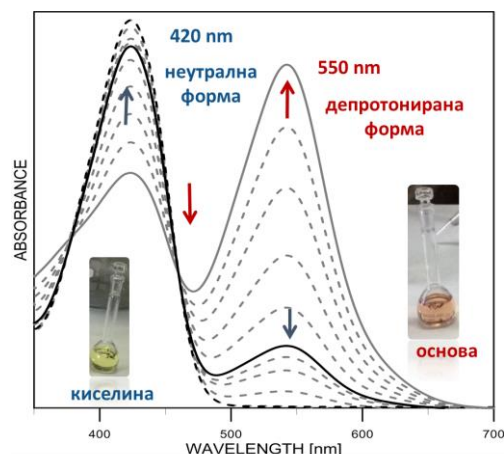 420 nm
неутрална
форма
550 nm
депротонирана
форма
ABSORBANCE
киселина
основа
400
500
600
700
WAVELENGTH [nm]